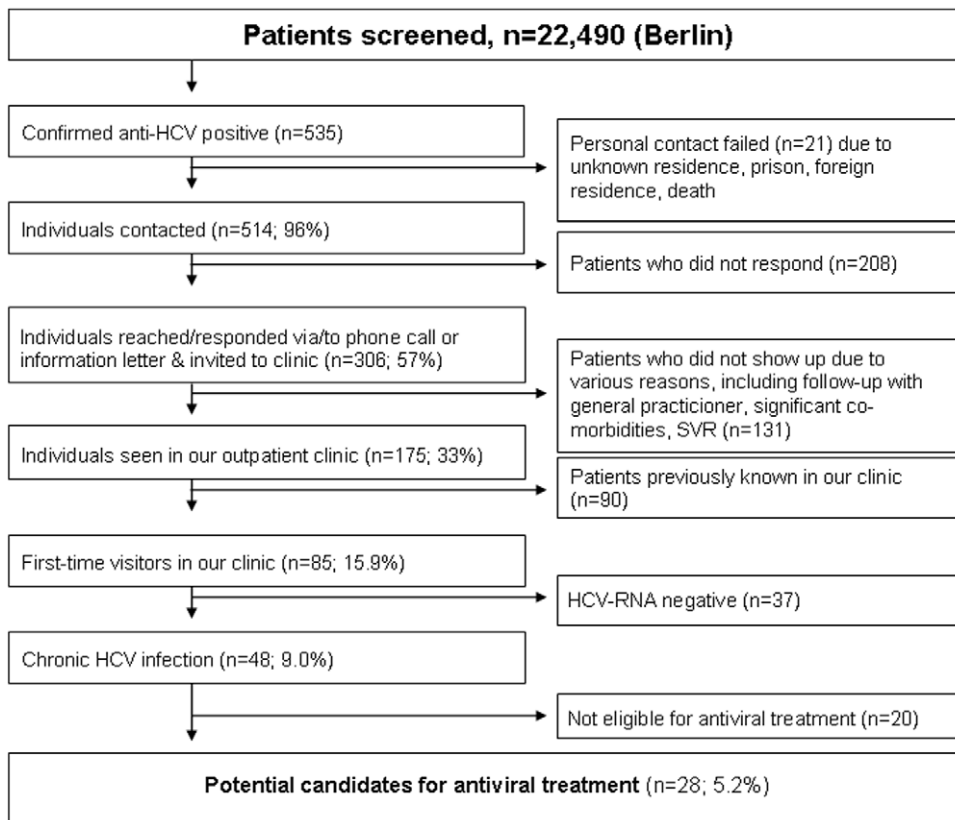 Patients screened, n=22,490 (Berlin)
Confirmed anti-HCV positive (n=535)
Personal contact failed (n=21) due to
unknown residence, prison, foreign
residence, death
Individuals contacted (n=514; 96%)
Patients who did not respond (n=208)
Individuals reached/responded via/to phone call or
information letter & invited to clinic (n=306; 57%)
Patients who did not show up due to
various reasons, including follow-up with
general practicioner, significant co-
morbidities, SVR (n=131)
Individuals seen in our outpatient clinic (n=175; 33%)
Patients previously known in our clinic
(n=90)
First-time visitors in our clinic (n=85; 15.9%)
HCV-RNA negative (n=37)
Chronic HCV infection (n=48; 9.0%)
Not eligible for antiviral treatment (n=20)
Potential candidates for antiviral treatment (n=28; 5.2%)